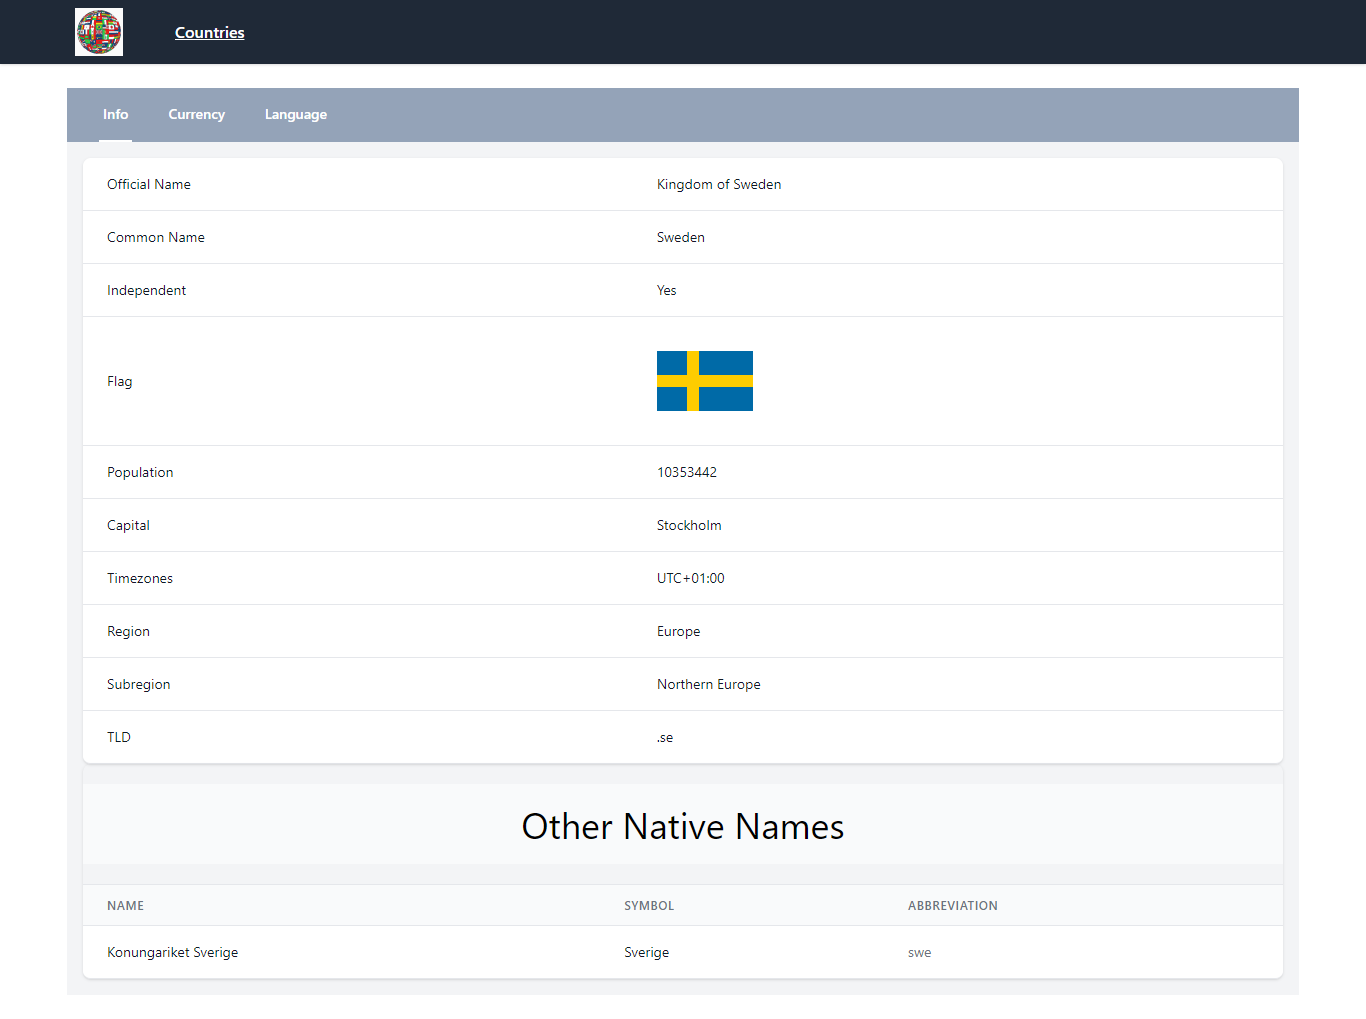 Countries
Info Currency Language
Official Name Kingdom of Sweden
Common Name Sweden
Independent Yes
Flag
Population 10353442
Capital Stockholm
Timezones UTC+01:00
Region Europe
Subregion Northern Europe
TLD .se
Other Native Names
NAME SYMBOL ABBREVIATION
Konungariket Sverige Sverige swe